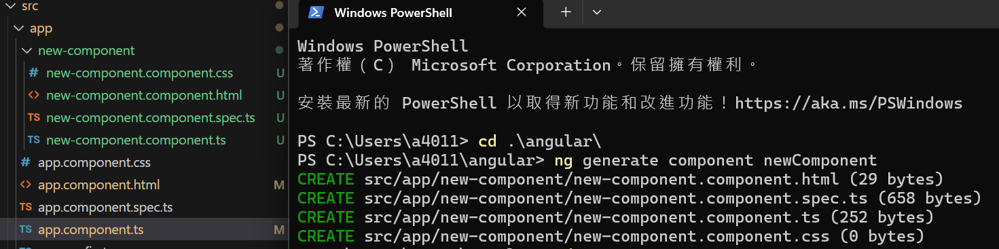 src
app
new-component
# new-component.component.css U
<> new-component.component.html U
TS new-component.component.spec.ts U
TS new-component.component.ts U
# app.component.css
<> app.component.html M
TS app.component.spec.ts
TS app.component.ts M
Windows PowerShell
Windows PowerShell
著作權 (C) Microsoft Corporation。保留擁有權利。
安裝最新的 PowerShell 以取得新功能和改進功能！https://aka.ms/PSWindows
PS C:\Users\a4011> cd .\angular\
PS C:\Users\a4011\angular> ng generate component newComponent
CREATE src/app/new-component/new-component.component.html (29 bytes)
CREATE src/app/new-component/new-component.component.spec.ts (658 bytes)
CREATE src/app/new-component/new-component.component.ts (252 bytes)
CREATE src/app/new-component/new-component.component.css (0 bytes)